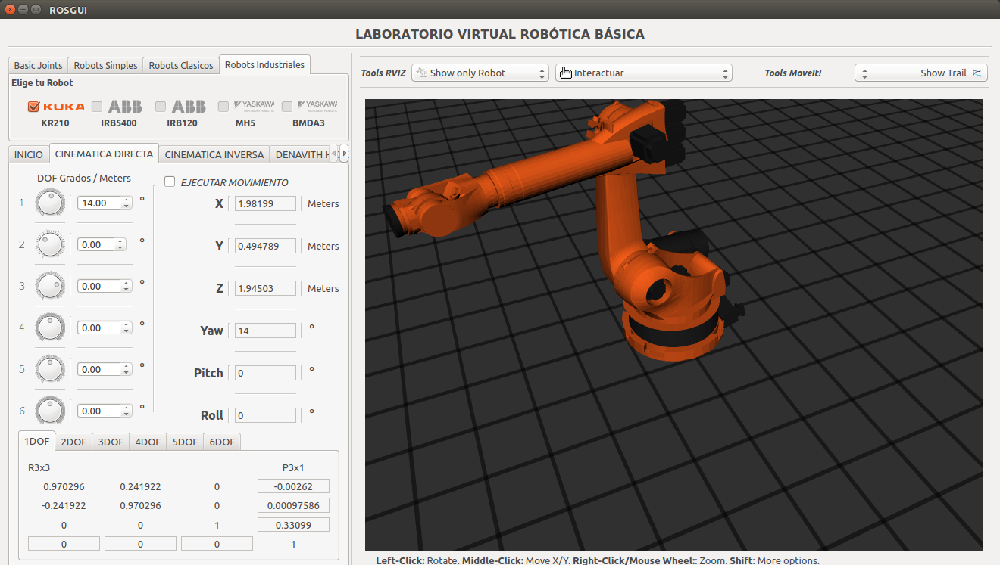 ROSGUI
LABORATORIO VIRTUAL ROBÓTICA BÁSICA
Basic Joints Robots Simples Robots Clasicos Robots Industriales
Elige tu Robot
KUKA ABB ABB YASKAWA YASKAWA
KR210 IRB5400 IRB120 MH5 BMDA3
INICIO CINEMATICA DIRECTA CINEMATICA INVERSA DENAVITH H
DOF Grados / Meters
EJECUTAR MOVIMIENTO
1 14.00 °
2 0.00 °
3 0.00 °
4 0.00 °
5 0.00 °
6 0.00 °
X 1.98199 Meters
Y 0.494789 Meters
Z 1.94503 Meters
Yaw 14 °
Pitch 0 °
Roll 0 °
1DOF 2DOF 3DOF 4DOF 5DOF 6DOF
R3x3 P3x1
0.970296 0.241922 0 -0.00262
-0.241922 0.970296 0 0.00097586
0 0 1 0.33099
0 0 0 1
Tools RVIZ Show only Robot Interactuar Tools MoveIt! Show Trail
Left-Click: Rotate. Middle-Click: Move X/Y. Right-Click/Mouse Wheel:: Zoom. Shift: More options.